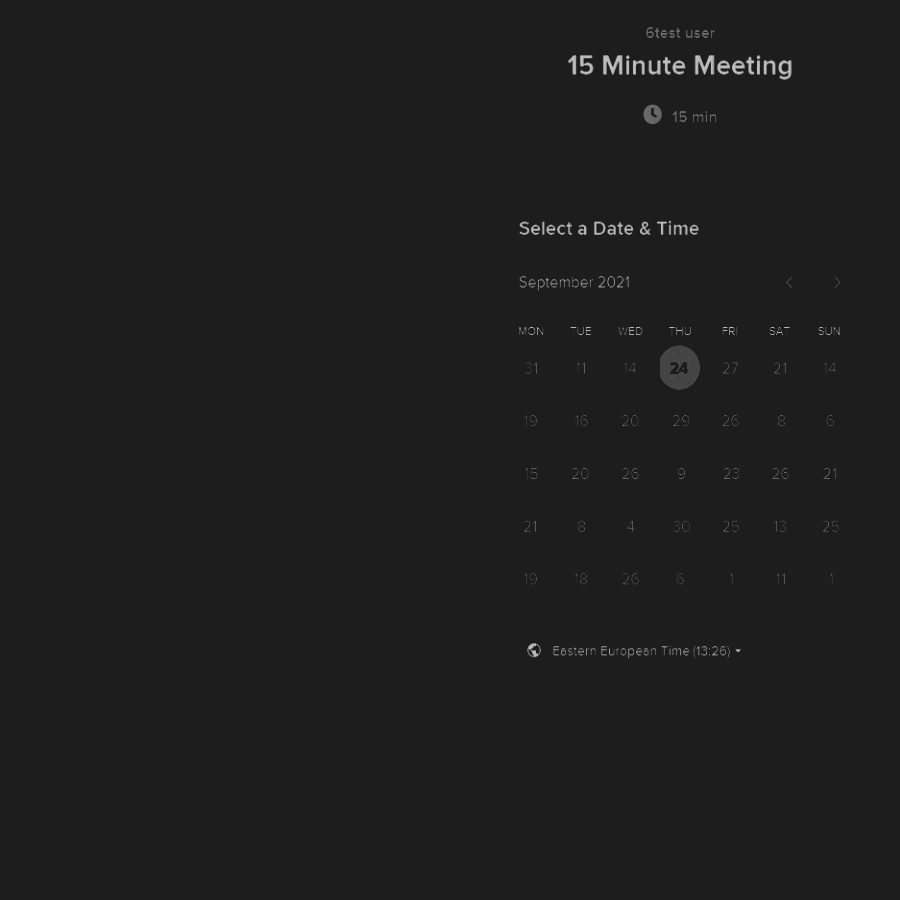 6test user
15 Minute Meeting
15 min
Select a Date & Time
September 2021
MON TUE WED THU FRI SAT SUN
31 11 14 24 27 21 14
19 16 20 29 26 8 6
15 20 26 9 23 26 21
21 8 4 30 25 13 25
19 18 26 6 1 11 1
Eastern European Time (13:26)